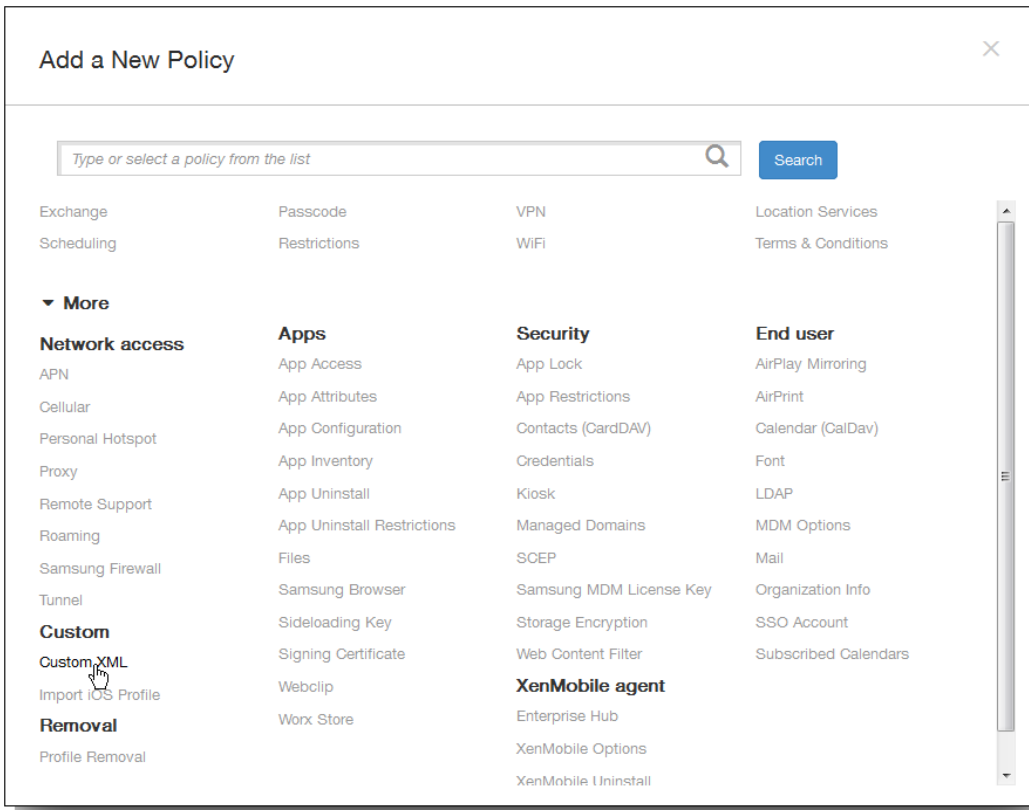 Add a New Policy
Type or select a policy from the list
Search
Exchange
Passcode
VPN
Location Services
Scheduling
Restrictions
WiFi
Terms & Conditions
More
Network access
APN
Cellular
Personal Hotspot
Proxy
Remote Support
Roaming
Samsung Firewall
Tunnel
Custom
Custom XML
Import iOS Profile
Removal
Profile Removal
Apps
App Access
App Attributes
App Configuration
App Inventory
App Uninstall
App Uninstall Restrictions
Files
Samsung Browser
Sideloading Key
Signing Certificate
Webclip
Worx Store
Security
App Lock
App Restrictions
Contacts (CardDAV)
Credentials
Kiosk
Managed Domains
SCEP
Samsung MDM License Key
Storage Encryption
Web Content Filter
XenMobile agent
Enterprise Hub
XenMobile Options
XenMobile Uninstall
End user
AirPlay Mirroring
AirPrint
Calendar (CalDav)
Font
LDAP
MDM Options
Mail
Organization Info
SSO Account
Subscribed Calendars